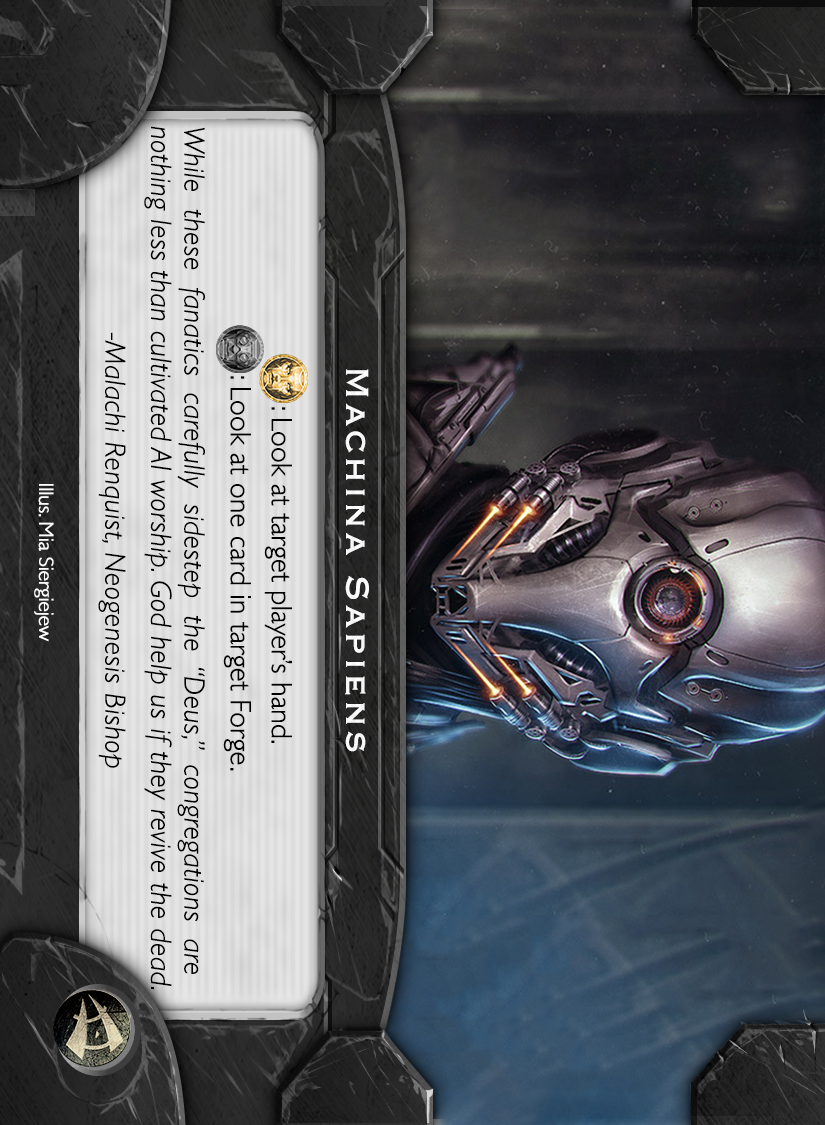 MACHINA SAPIENS
: Look at target player's hand.
: Look at one card in target Forge.
While these fanatics carefully sidestep the “Deus,” congregations are
nothing less than cultivated AI worship. God help us if they revive the dead.
-Malachi Renquist, Neogenesis Bishop
Illus. Mia Siergiejew